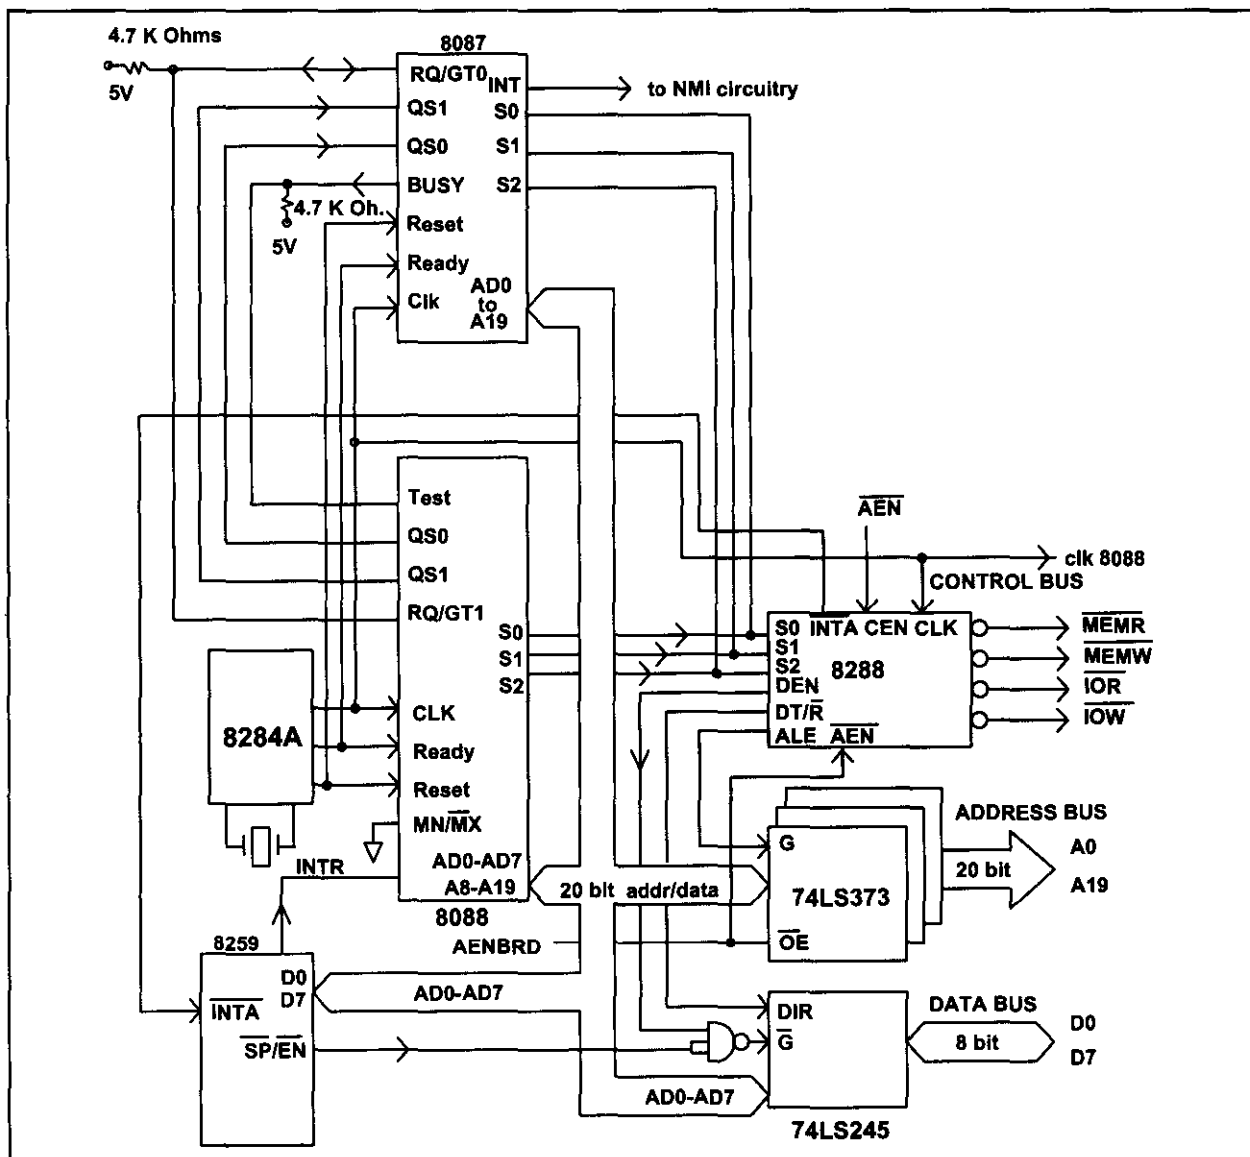 4.7 K Ohms
5V
8087
RQ/GT0
INT
to NMI circuitry
QS1
S0
QS0
S1
BUSY
S2
4.7 K Oh.
5V
Reset
Ready
Clk
AD0
to
A19
Test
QS0
QS1
RQ/GT1
S0
S1
S2
CLK
Ready
Reset
MN/MX
AD0-AD7
A8-A19
8088
8284A
INTR
AEN
clk 8088
CONTROL BUS
S0 INTA CEN CLK
S1
S2
8288
DEN
DT/R
ALE AEN
MEMR
MEMW
IOR
IOW
20 bit addr/data
G
74LS373
OE
ADDRESS BUS
20 bit
A0
A19
AENBRD
8259
D0
D7
INTA
SP/EN
AD0-AD7
DIR
G
AD0-AD7
74LS245
DATA BUS
8 bit
D0
D7